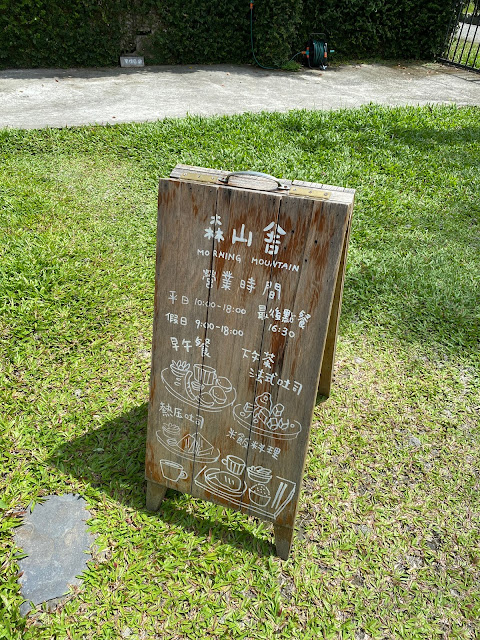 森山舍
MORNING MOUNTAIN
營業時間
平日 10:00-18:00
假日 9:00-18:00
最後點餐
16:30
早午餐
下午茶
法式吐司
熱壓吐司
米飯料理